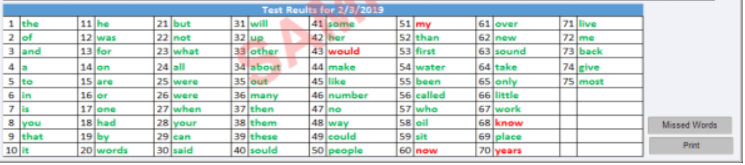 Test Reults for 2/3/2019
1 the 11 he 21 but 31 will 41 some 51 my 61 over 71 live
2 of 12 was 22 not 32 up 42 her 52 than 62 new 72 me
3 and 13 for 23 what 33 other 43 would 53 first 63 sound 73 back
4 a 14 on 24 all 34 about 44 make 54 water 64 take 74 give
5 to 15 are 25 were 35 out 45 like 55 been 65 only 75 most
6 in 16 or 26 were 36 many 46 number 56 called 66 little
7 is 17 one 27 when 37 then 47 no 57 who 67 work
8 you 18 had 28 your 38 them 48 way 58 oil 68 know
9 that 19 by 29 can 39 these 49 could 59 sit 69 place
10 it 20 words 30 said 40 sould 50 people 60 now 70 years
Missed Words
Print